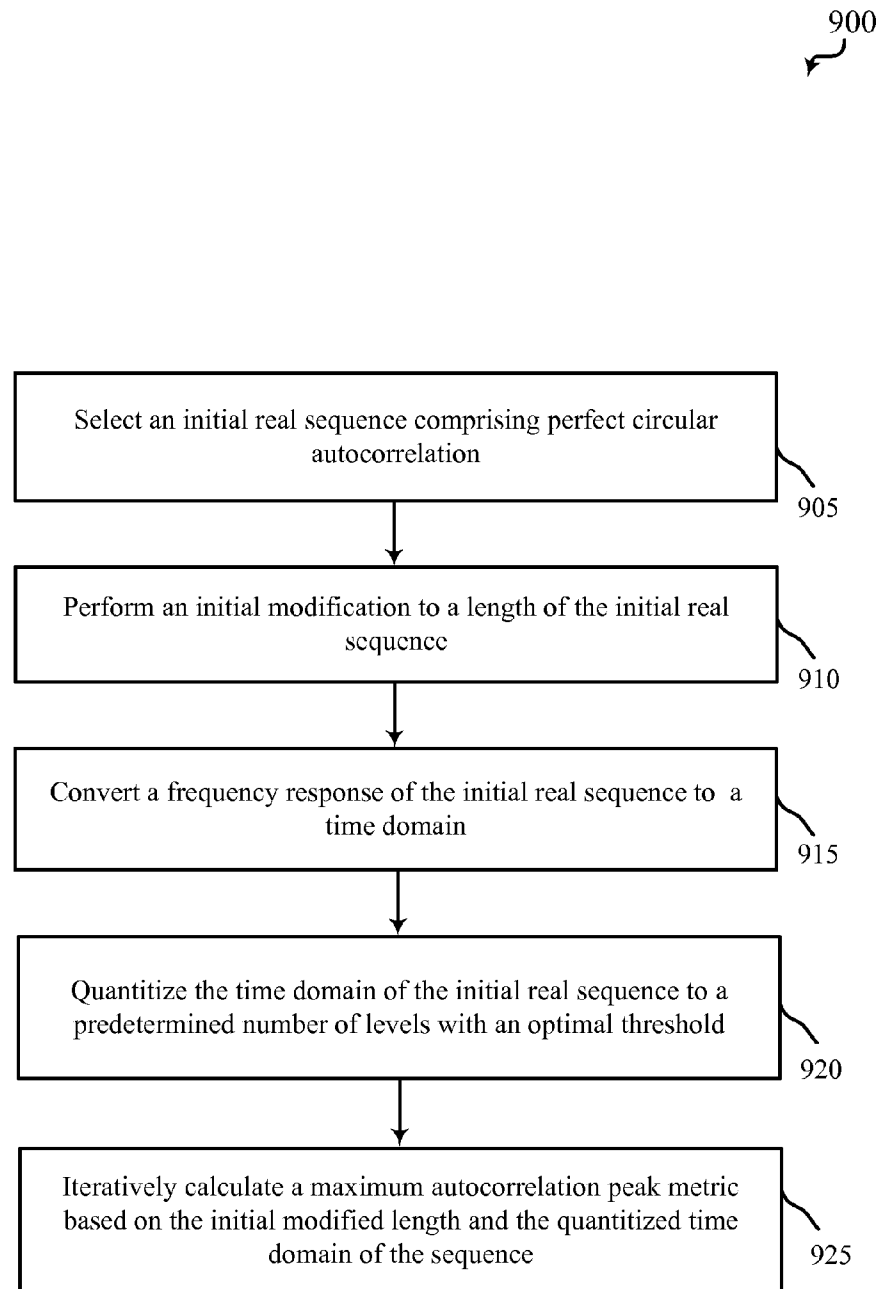 900
Select an initial real sequence comprising perfect circular
autocorrelation
905
Perform an initial modification to a length of the initial real
sequence
910
Convert a frequency response of the initial real sequence to a
time domain
915
Quantitize the time domain of the initial real sequence to a
predetermined number of levels with an optimal threshold
920
Iteratively calculate a maximum autocorrelation peak metric
based on the initial modified length and the quantitized time
domain of the sequence
925